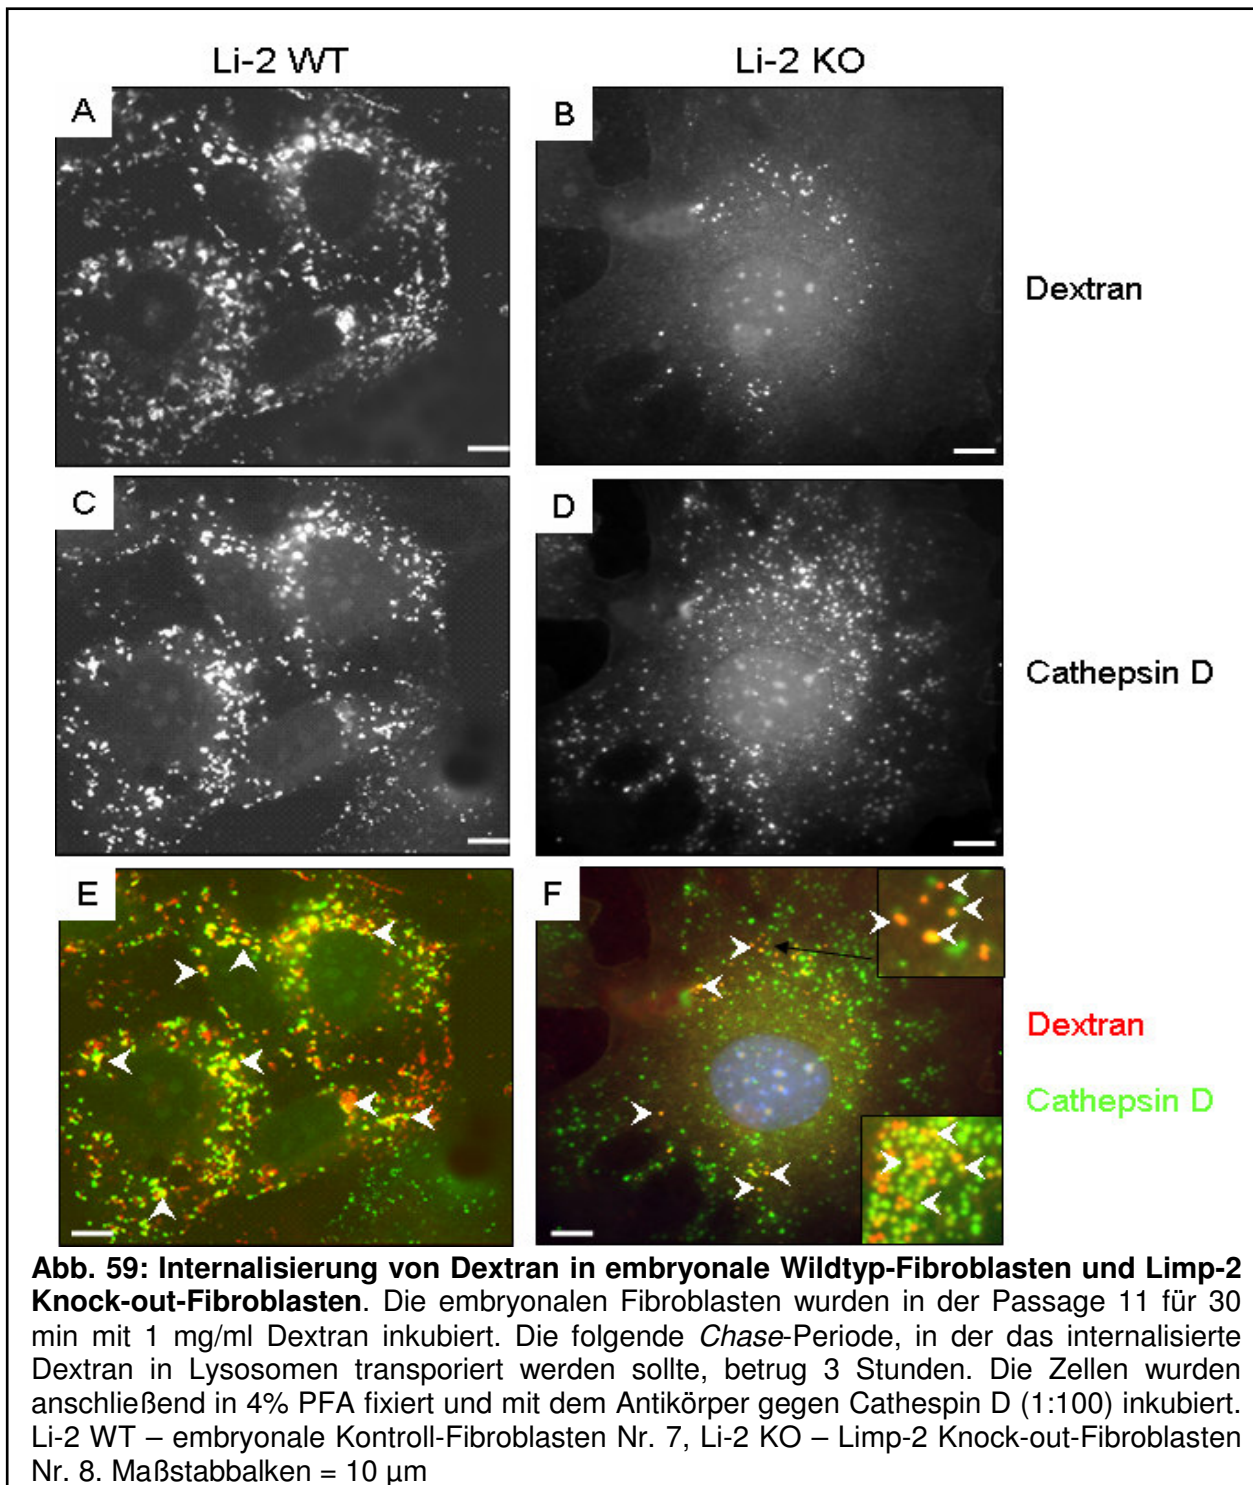 Li-2 WT
Li-2 KO
A
B
Dextran
C
D
Cathepsin D
E
F
Dextran
Cathepsin D
Abb. 59: Internalisierung von Dextran in embryonale Wildtyp-Fibroblasten und Limp-2
Knock-out-Fibroblasten. Die embryonalen Fibroblasten wurden in der Passage 11 für 30
min mit 1 mg/ml Dextran inkubiert. Die folgende Chase-Periode, in der das internalisierte
Dextran in Lysosomen transporiert werden sollte, betrug 3 Stunden. Die Zellen wurden
anschließend in 4% PFA fixiert und mit dem Antikörper gegen Cathespin D (1:100) inkubiert.
Li-2 WT – embryonale Kontroll-Fibroblasten Nr. 7, Li-2 KO – Limp-2 Knock-out-Fibroblasten
Nr. 8. Maßstabbalken = 10 µm